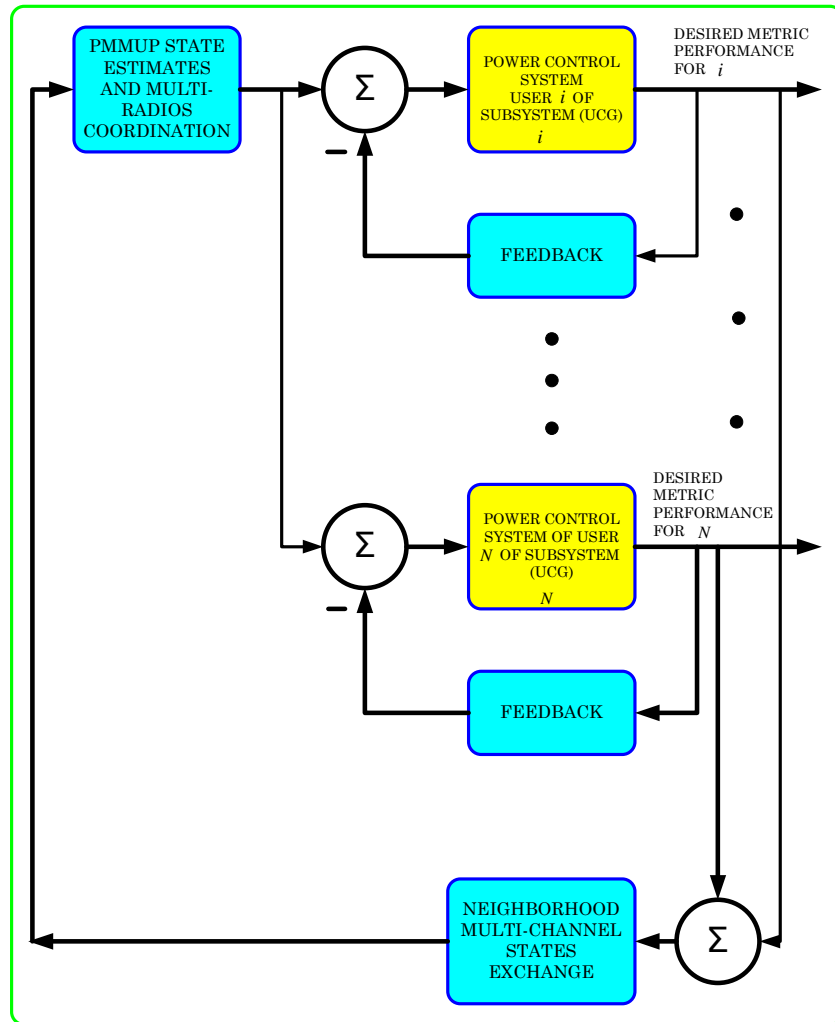 PMMUP STATE
ESTIMATES
AND MULTI-
RADIOS
COORDINATION
Σ
POWER CONTROL
SYSTEM
USER i OF
SUBSYSTEM (UCG)
i
DESIRED METRIC
PERFORMANCE
FOR i
–
FEEDBACK
Σ
POWER CONTROL
SYSTEM OF USER
N OF SUBSYSTEM
(UCG)
N
DESIRED
METRIC
PERFORMANCE
FOR N
–
FEEDBACK
NEIGHBORHOOD
MULTI-CHANNEL
STATES
EXCHANGE
Σ